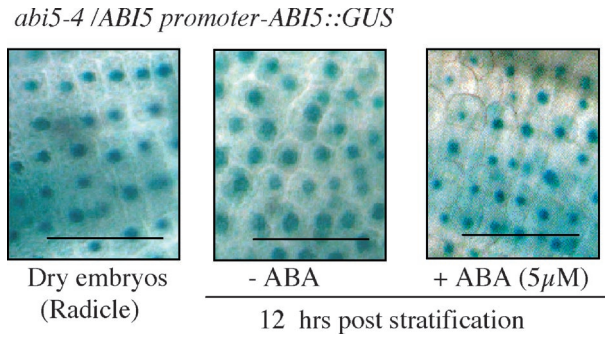 abi5-4 /ABI5 promoter-ABI5::GUS
Dry embryos
(Radicle)
- ABA
+ ABA (5µM)
12 hrs post stratification